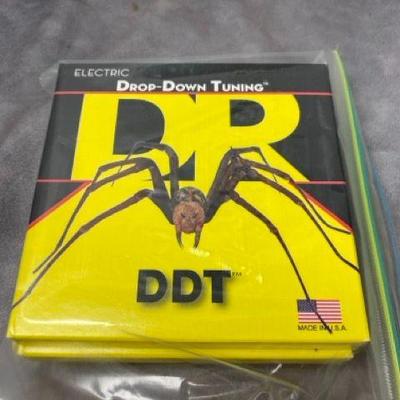 ELECTRIC
DROP-DOWN TUNING™
DR
DDT™
MADE IN U.S.A.